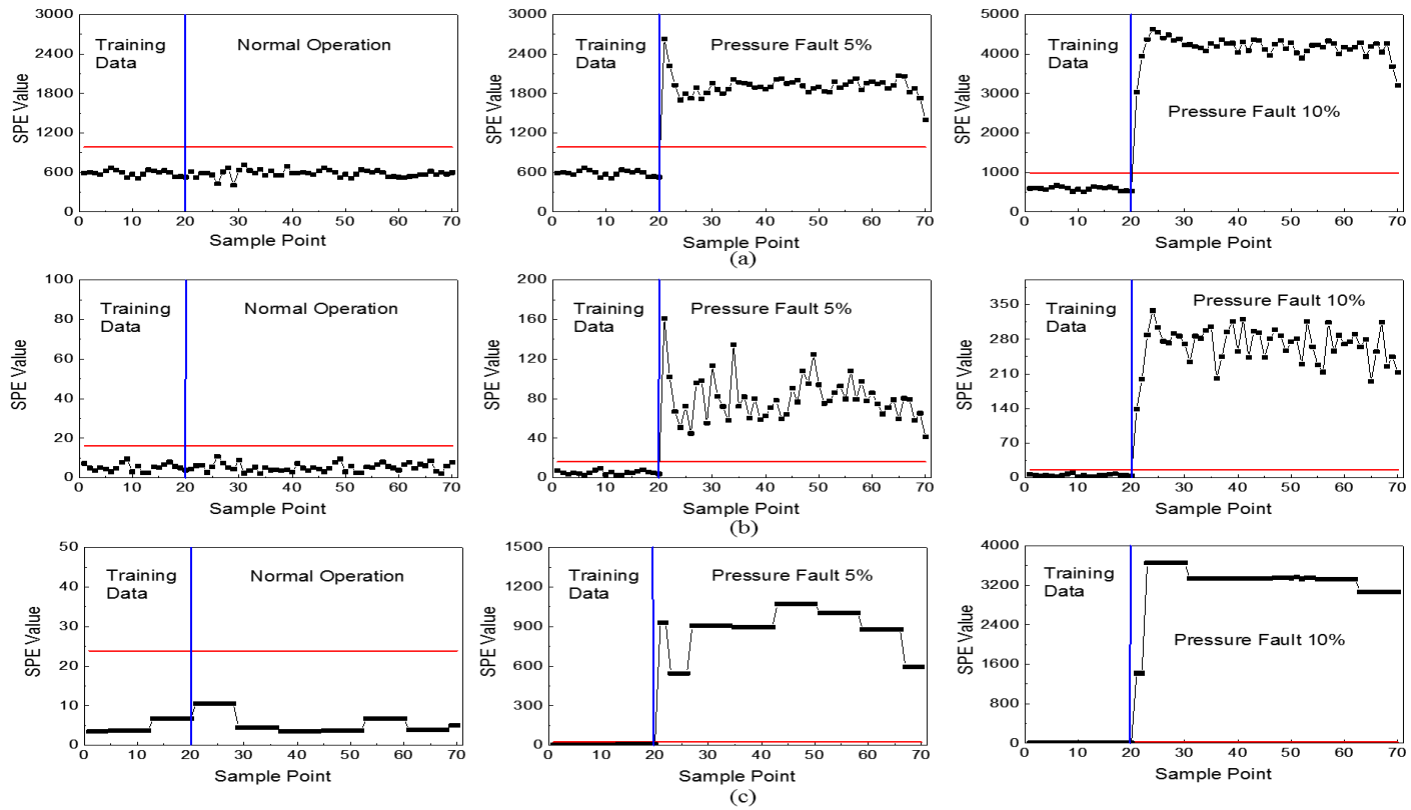 3000
2400
1800
1200
600
0
SPE Value
Training
Data
Normal Operation
0 10 20 30 40 50 60 70
Sample Point
3000
2400
1800
1200
600
0
SPE Value
Training
Data
Pressure Fault 5%
0 10 20 30 40 50 60 70
Sample Point
5000
4000
3000
2000
1000
0
SPE Value
Training
Data
Pressure Fault 10%
0 10 20 30 40 50 60 70
Sample Point
(a)
100
80
60
40
20
0
SPE Value
Training
Data
Normal Operation
0 10 20 30 40 50 60 70
Sample Point
200
160
120
80
40
0
SPE Value
Training
Data
Pressure Fault 5%
0 10 20 30 40 50 60 70
Sample Point
350
280
210
140
70
0
SPE Value
Training
Data
Pressure Fault 10%
0 10 20 30 40 50 60 70
Sample Point
(b)
50
40
30
20
10
0
SPE Value
Training
Data
Normal Operation
0 10 20 30 40 50 60 70
Sample Point
1500
1200
900
600
300
0
SPE Value
Training
Data
Pressure Fault 5%
0 10 20 30 40 50 60 70
Sample Point
4000
3200
2400
1600
800
0
SPE Value
Training
Data
Pressure Fault 10%
0 10 20 30 40 50 60 70
Sample Point
(c)